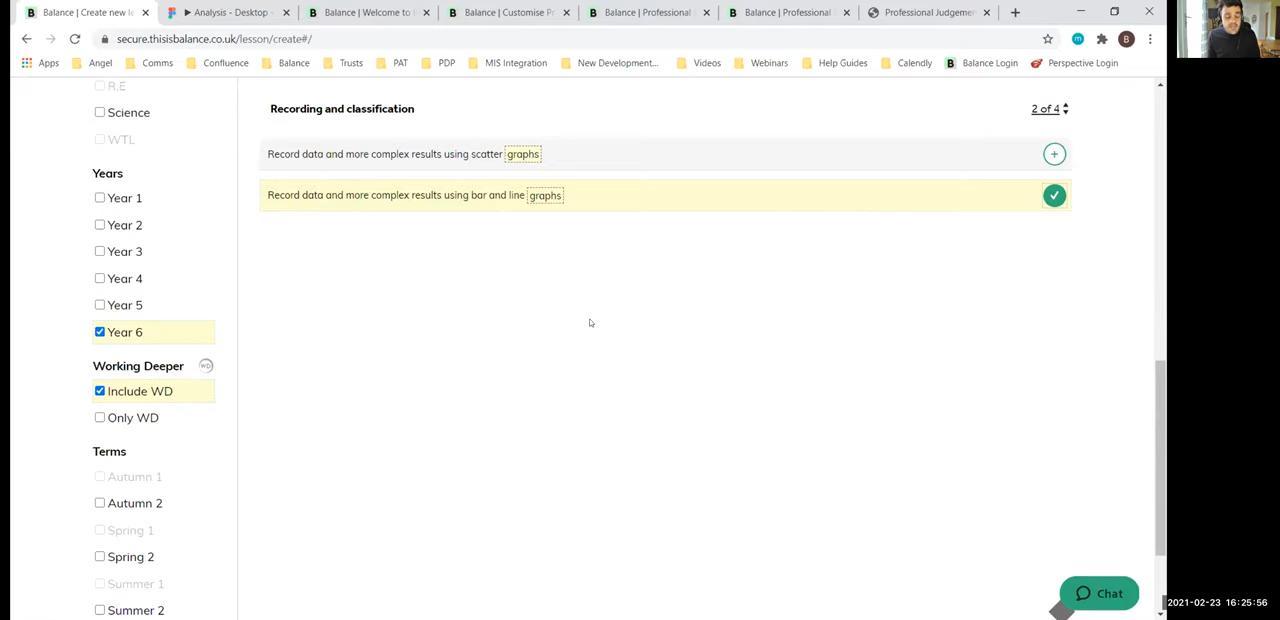 Balance | Create new le
Analysis - Desktop -
Balance | Welcome to
Balance | Customise Pr
Balance | Professional
Balance | Professional
Professional Judgemen
secure.thisisbalance.co.uk/lesson/create#/
B
Apps
Angel
Comms
Confluence
Balance
Trusts
PAT
PDP
MIS Integration
New Development...
Videos
Webinars
Help Guides
Calendly
Balance Login
Perspective Login
R.E
Science
WTL
Years
Year 1
Year 2
Year 3
Year 4
Year 5
Year 6
Working Deeper WD
Include WD
Only WD
Terms
Autumn 1
Autumn 2
Spring 1
Spring 2
Summer 1
Summer 2
Recording and classification
2 of 4
Record data and more complex results using scatter graphs
Record data and more complex results using bar and line graphs
Chat
2021-02-23 16:25:56